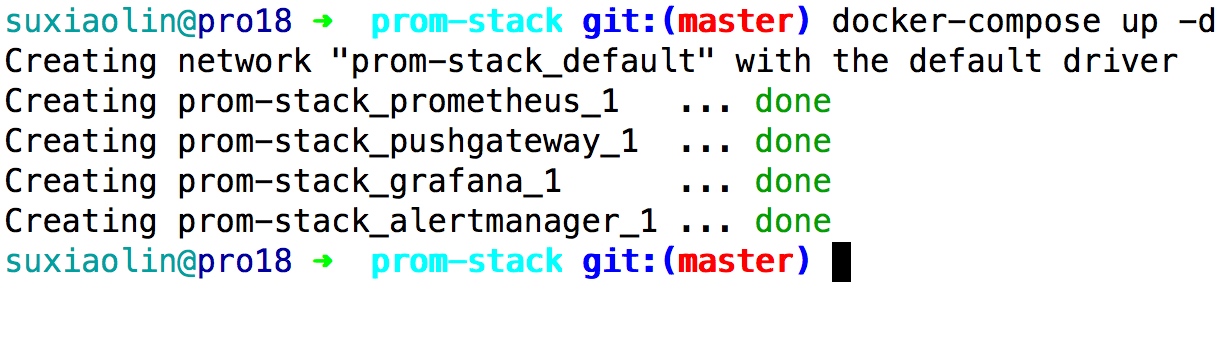 suxiaolin@pro18 ➜  prom-stack git:(master) docker-compose up -d
Creating network "prom-stack_default" with the default driver
Creating prom-stack_prometheus_1   ... done
Creating prom-stack_pushgateway_1  ... done
Creating prom-stack_grafana_1      ... done
Creating prom-stack_alertmanager_1 ... done
suxiaolin@pro18 ➜  prom-stack git:(master)